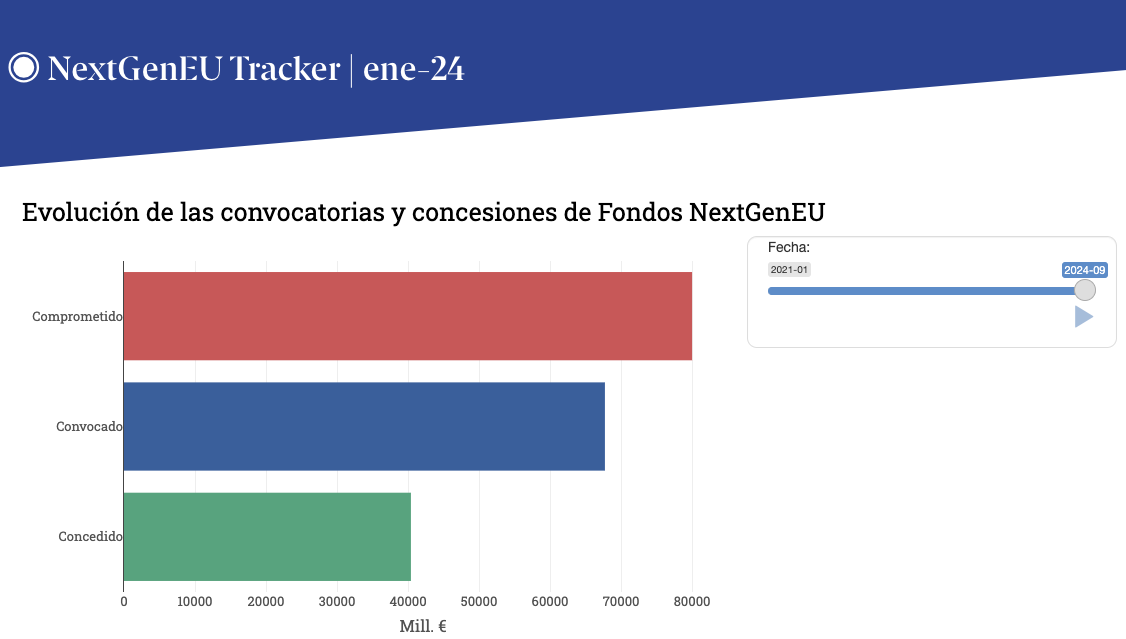 NextGenEU Tracker | ene-24
Evolución de las convocatorias y concesiones de Fondos NextGenEU
Fecha:
2021-01
2024-09
Comprometido
Convocado
Concedido
0 10000 20000 30000 40000 50000 60000 70000 80000
Mill. €